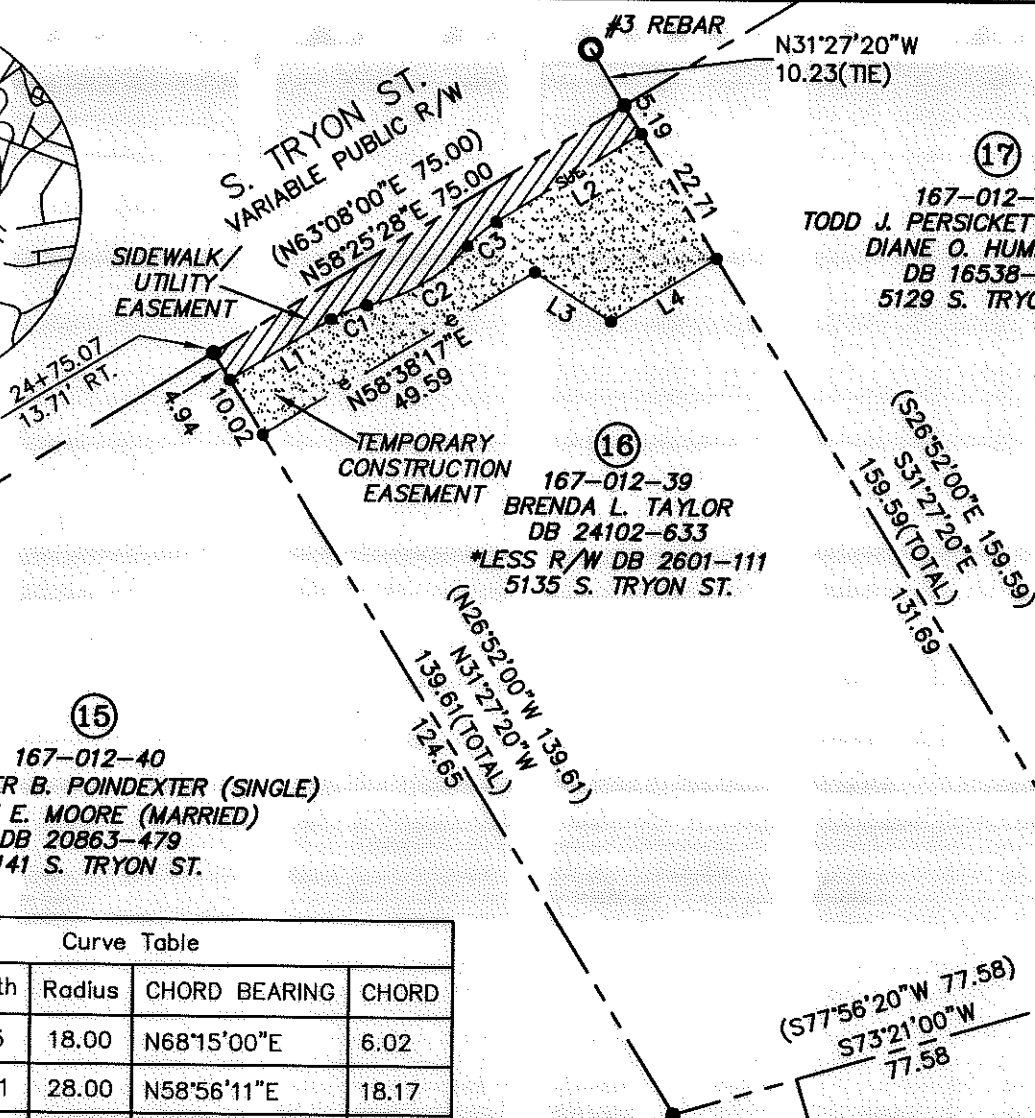 #3 REBAR
N31°27'20"W
10.23(TIE)
S. TRYON ST.
VARIABLE PUBLIC R/W
(N63°08'00"E 75.00)
N58°25'28"E 75.00
5.19
22.71
SUE
L2
C3
C2
C1
L1
L3
L4
SIDEWALK
UTILITY
EASEMENT
24+75.07
13.71' RT.
4.94
10.02
N58°38'17"E
49.59
TEMPORARY
CONSTRUCTION
EASEMENT
17
167-012-
TODD J. PERSICKET
DIANE O. HUM
DB 16538-
5129 S. TRYO
16
167-012-39
BRENDA L. TAYLOR
DB 24102-633
*LESS R/W DB 2601-111
5135 S. TRYON ST.
(S26°52'00"E 159.59)
S31°27'20"E
159.59(TOTAL)
131.69
(N26°52'00"W 139.61)
N31°27'20"W
139.61(TOTAL)
124.65
15
167-012-40
ER B. POINDEXTER (SINGLE)
E. MOORE (MARRIED)
DB 20863-479
141 S. TRYON ST.
(S77°56'20"W 77.58)
S73°21'00"W
77.58
Curve Table
th Radius CHORD BEARING CHORD
18.00 N68°15'00"E 6.02
1 28.00 N58°56'11"E 18.17